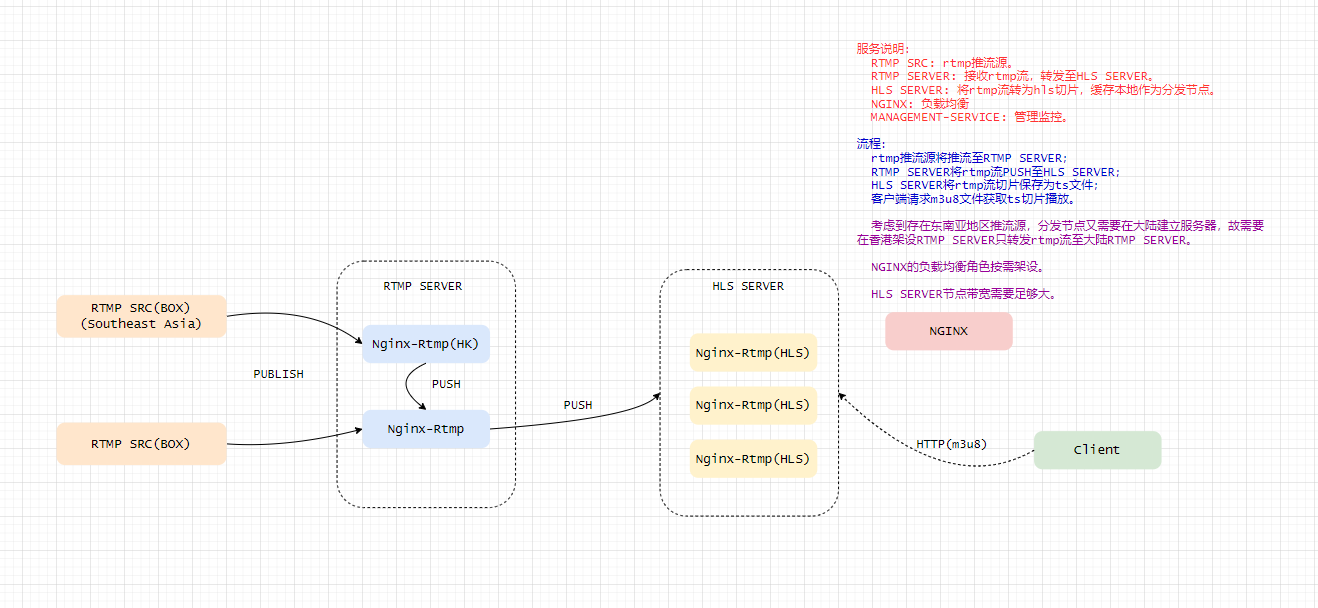 服务说明:
RTMP SRC: rtmp推流源。
RTMP SERVER: 接收rtmp流, 转发至HLS SERVER。
HLS SERVER: 将rtmp流转为hls切片, 缓存本地作为分发节点。
NGINX: 负载均衡
MANAGEMENT-SERVICE: 管理监控。
流程:
rtmp推流源将推流至RTMP SERVER;
RTMP SERVER将rtmp流PUSH至HLS SERVER;
HLS SERVER将rtmp流切片保存为ts文件;
客户端请求m3u8文件获取ts切片播放。
考虑到存在东南亚地区推流源, 分发节点又需要在大陆建立服务器, 故需要
在香港架设RTMP SERVER只转发rtmp流至大陆RTMP SERVER。
NGINX的负载均衡角色按需架设。
HLS SERVER节点带宽需要足够大。
RTMP SRC(BOX)
(Southeast Asia)
PUBLISH
RTMP SRC(BOX)
RTMP SERVER
Nginx-Rtmp(HK)
PUSH
Nginx-Rtmp
PUSH
HLS SERVER
Nginx-Rtmp(HLS)
Nginx-Rtmp(HLS)
Nginx-Rtmp(HLS)
NGINX
HTTP(m3u8)
Client